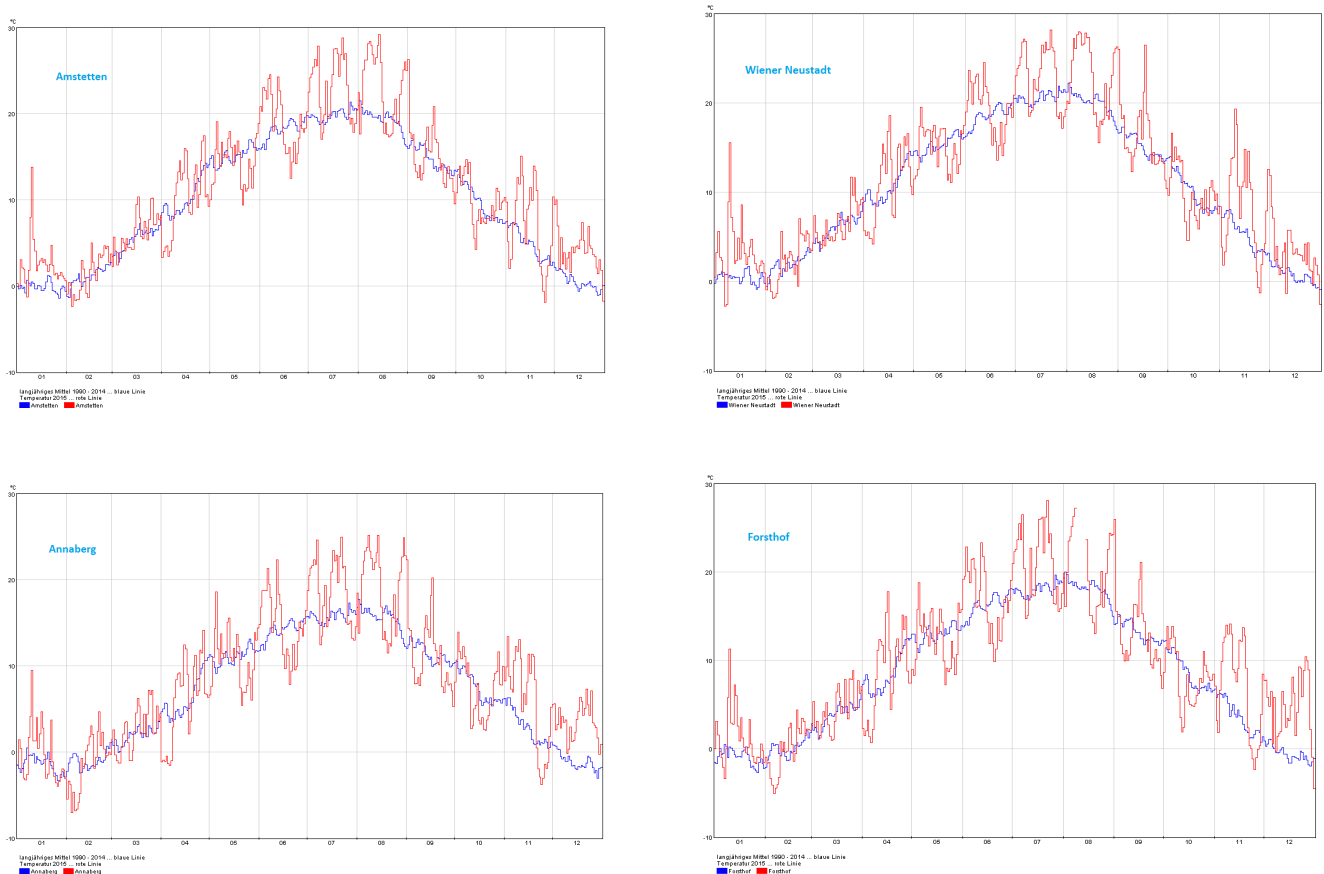 °C
30
Amstetten
20
10
0
-10
01 02 03 04 05 06 07 08 09 10 11 12
langjähriges Mittel 1990 - 2014 ... blaue Linie
Temperatur 2015 ... rote Linie
Amstetten Amstetten
°C
30
Wiener Neustadt
20
10
0
-10
01 02 03 04 05 06 07 08 09 10 11 12
langjähriges Mittel 1990 - 2014 ... blaue Linie
Temperatur 2015 ... rote Linie
Wiener Neustadt Wiener Neustadt
°C
30
Annaberg
20
10
0
-10
01 02 03 04 05 06 07 08 09 10 11 12
langjähriges Mittel 1990 - 2014 ... blaue Linie
Temperatur 2015 ... rote Linie
Annaberg Annaberg
°C
30
Forsthof
20
10
0
-10
01 02 03 04 05 06 07 08 09 10 11 12
langjähriges Mittel 1990 - 2014 ... blaue Linie
Temperatur 2015 ... rote Linie
Forsthof Forsthof